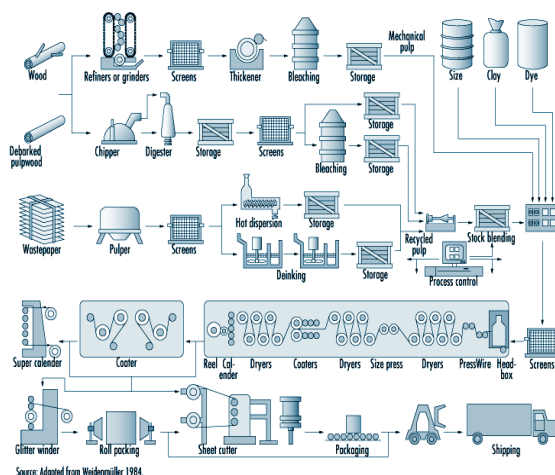 Mechanical
pulp
Size
Clay
Dye
Wood
Refiners or grinders
Screens
Thickener
Bleaching
Storage
Debarked
pulpwood
Chipper
Digester
Storage
Screens
Bleaching
Storage
Storage
Wastepaper
Pulper
Screens
Hot dispersion
Storage
Deinking
Storage
Recycled
pulp
Stock blending
Process control
Super calender
Coater
Reel
Cal-
ender
Dryers
Coaters
Dryers
Size press
Dryers
Press
Wire
Head-
box
Screens
Glitter winder
Roll packing
Sheet cutter
Packaging
Shipping
Source: Adapted from Weidenmüller 1984.